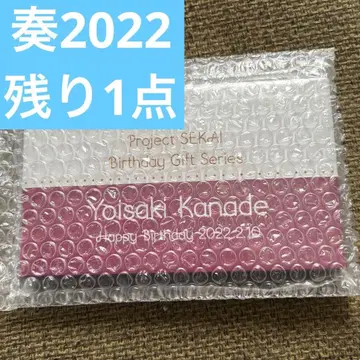 奏2022
残り1点
Project SEKAI
Birthday Gift Series
Yoisaki Kanade
Happy Birthday 2022.2.10